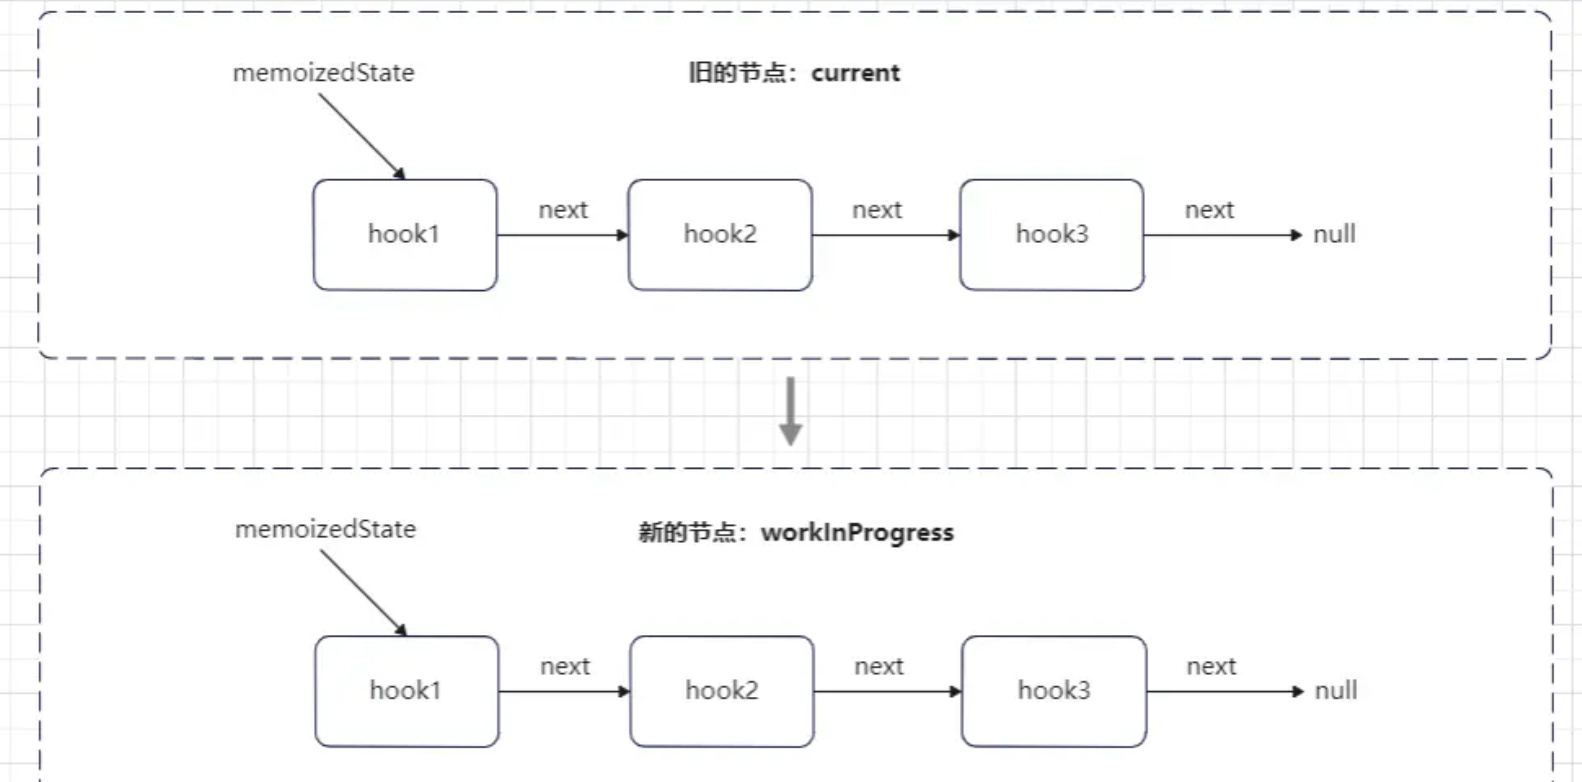 memoizedState
旧的节点：current
next
next
next
hook1
hook2
hook3
null
memoizedState
新的节点：workInProgress
next
next
next
hook1
hook2
hook3
null